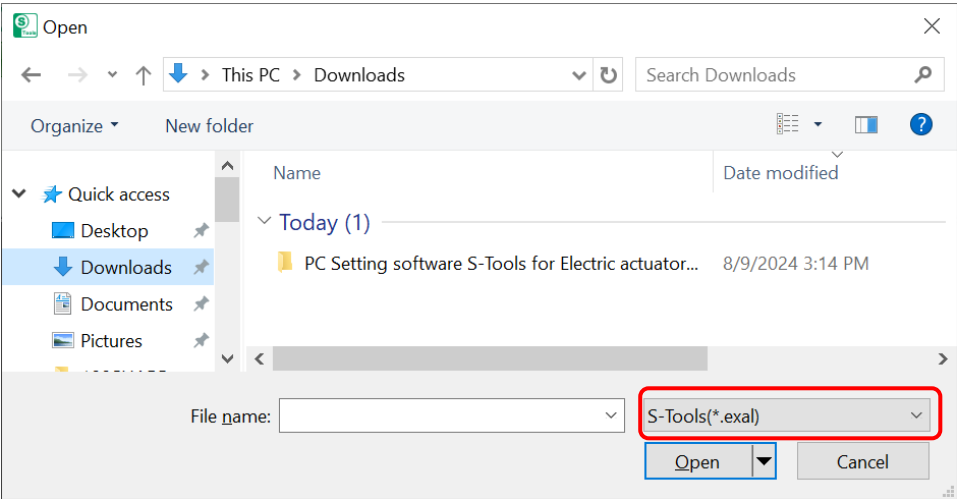 S
Tools
Open
This PC > Downloads
Search Downloads
Organize
New folder
?
Name
Date modified
Quick access
Desktop
Downloads
Documents
Pictures
Today (1)
PC Setting software S-Tools for Electric actuator...
8/9/2024 3:14 PM
File name:
S-Tools(*.exal)
Open
Cancel